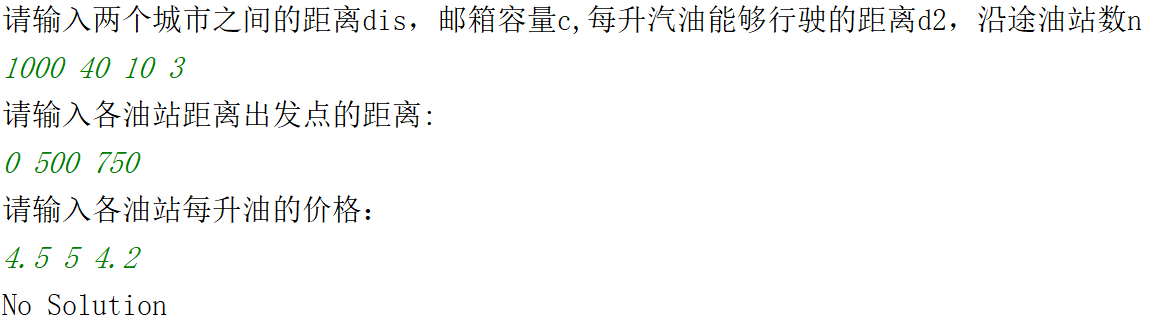 请输入两个城市之间的距离dis，邮箱容量c,每升汽油能够行驶的距离d2，沿途油站数n
1000 40 10 3
请输入各油站距离出发点的距离:
0 500 750
请输入各油站每升油的价格：
4.5 5 4.2
No Solution